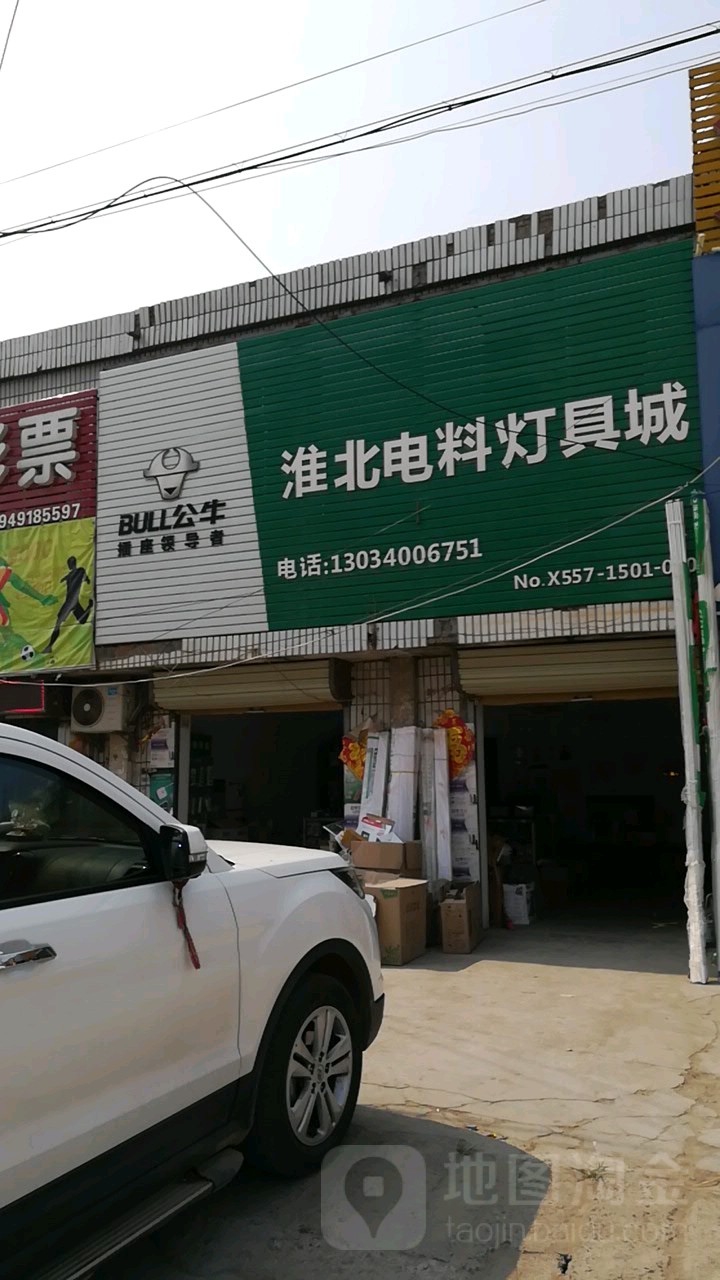 票
949185597
BULL公牛
插座领导者
淮北电料灯具城
电话:13034006751
No.X557-1501-0
地图淘金
taojin.baidu.com